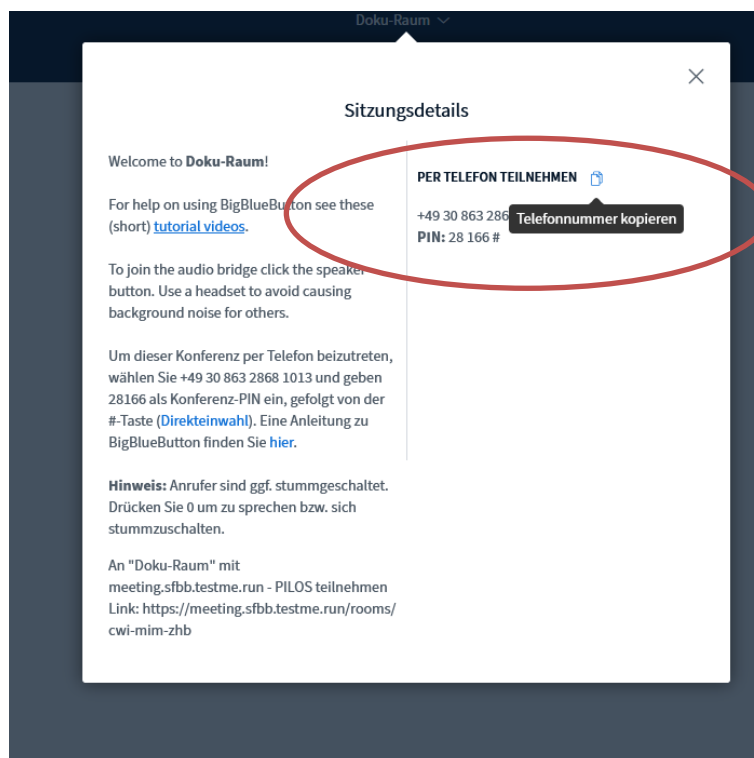 Doku-Raum
Sitzungsdetails
Welcome to Doku-Raum!
For help on using BigBlueButton see these
(short) tutorial videos.
To join the audio bridge click the speaker
button. Use a headset to avoid causing
background noise for others.
Um dieser Konferenz per Telefon beizutreten,
wählen Sie +49 30 863 2868 1013 und geben
28166 als Konferenz-PIN ein, gefolgt von der
#-Taste (Direkteinwahl). Eine Anleitung zu
BigBlueButton finden Sie hier.
Hinweis: Anrufer sind ggf. stummgeschaltet.
Drücken Sie 0 um zu sprechen bzw. sich
stummzuschalten.
An "Doku-Raum" mit
meeting.sfbb.testme.run - PILOS teilnehmen
Link: https://meeting.sfbb.testme.run/rooms/
cwi-mim-zhb
PER TELEFON TEILNEHMEN
+49 30 863 286
Telefonnummer kopieren
PIN: 28 166 #